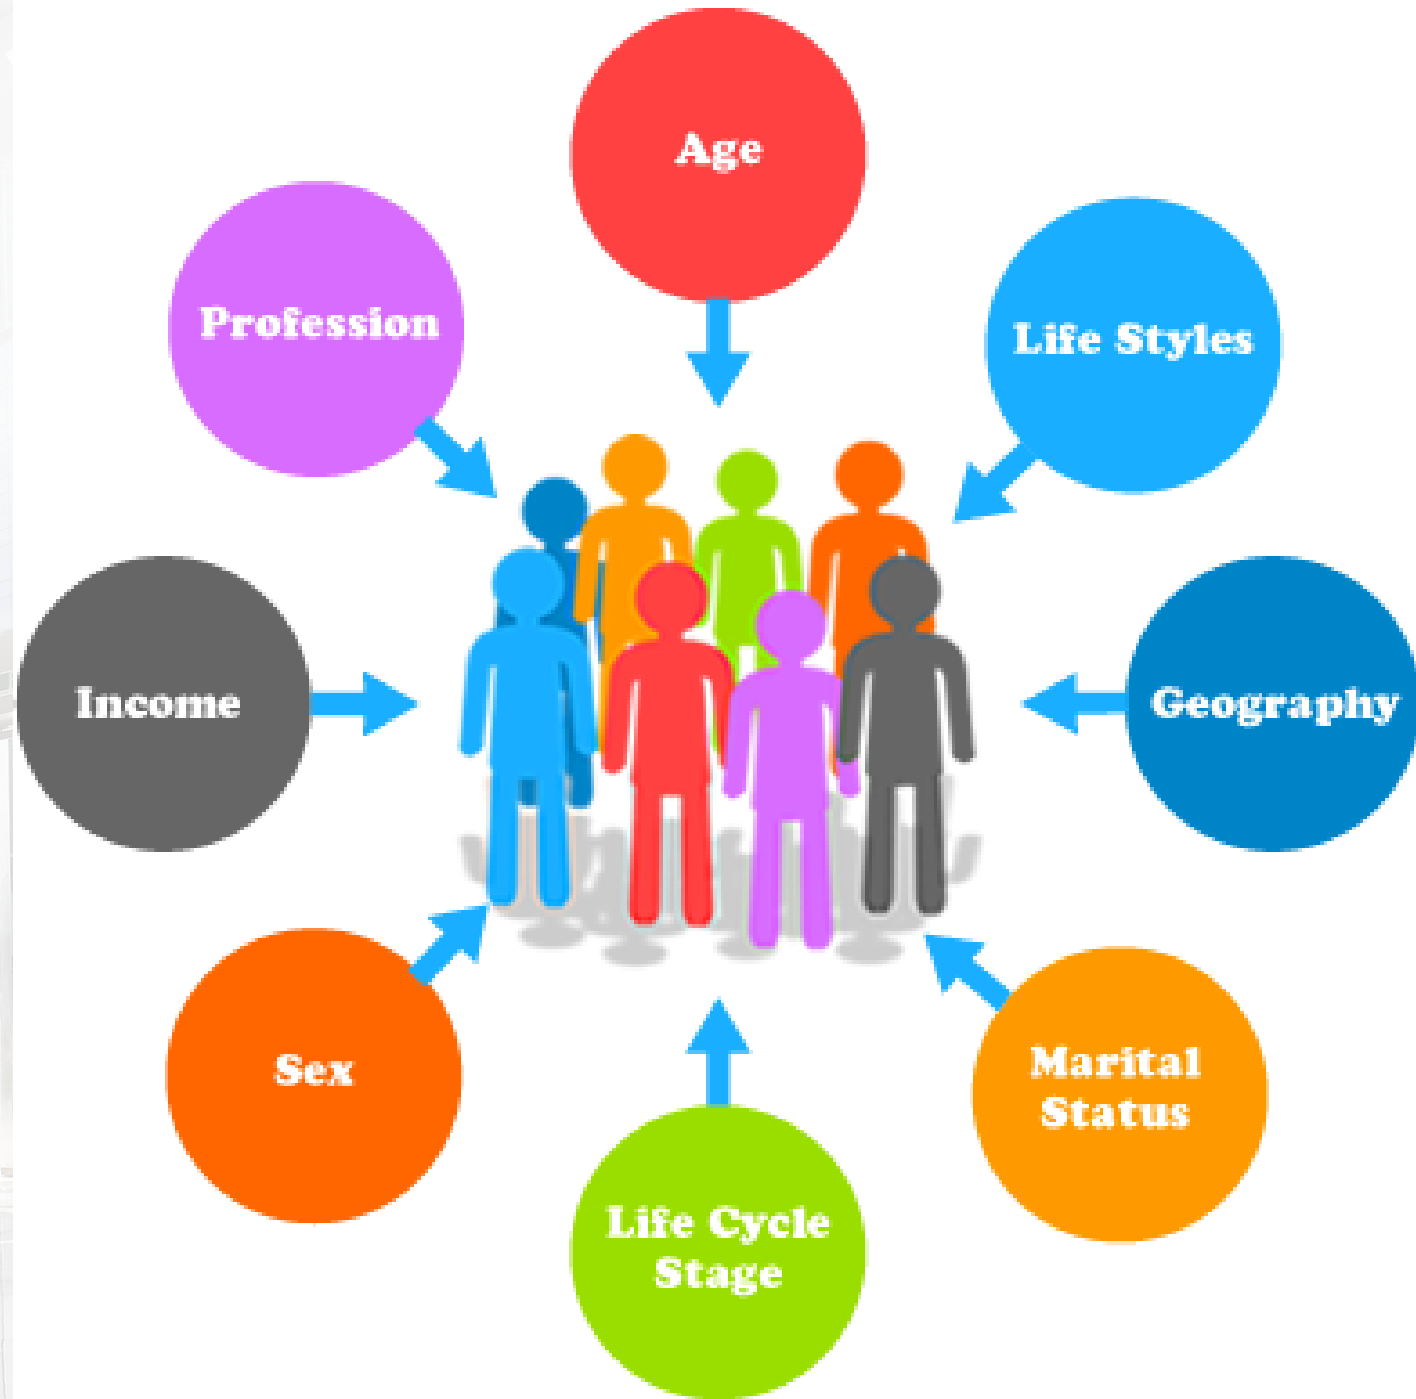 Age
Profession
Life Styles
Income
Geography
Sex
Marital
Status
Life Cycle
Stage